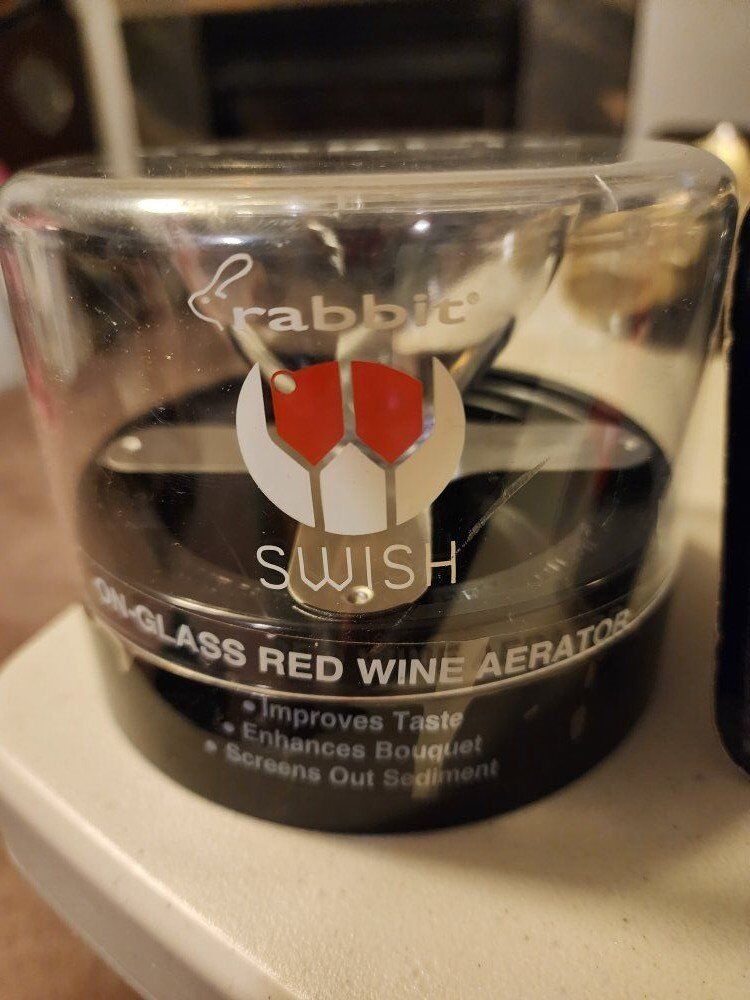 rabbit®
SWISH
ON-GLASS RED WINE AERATOR
• Improves Taste
• Enhances Bouquet
• Screens Out Sediment